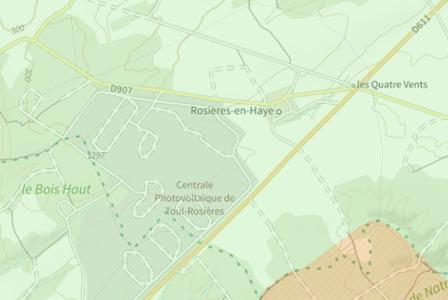 300
D611
300
D907
les Quatre Vents
Rosières-en-Haye
le Bois Haut
Centrale
Photovoltaïque de
Toul-Rosières